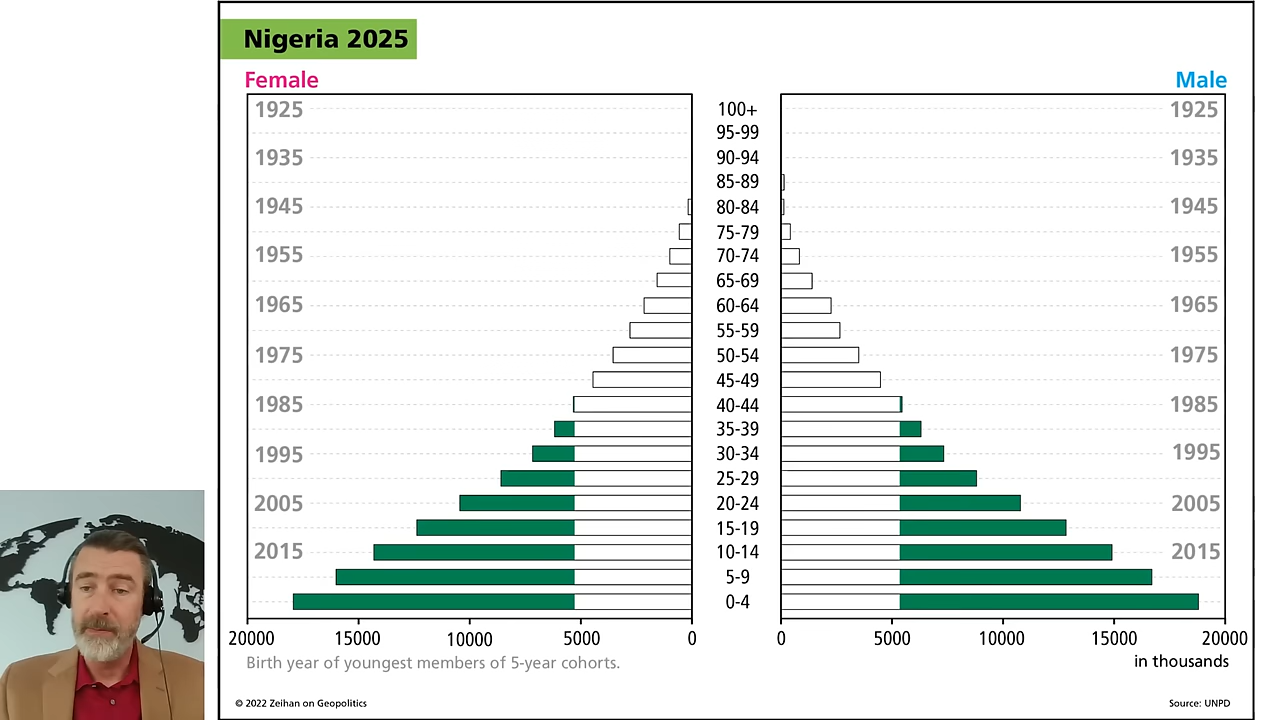 Nigeria 2025
Female
Male
1925 100+ 1925
95-99
1935 90-94 1935
85-89
1945 80-84 1945
75-79
1955 70-74 1955
65-69
1965 60-64 1965
55-59
1975 50-54 1975
45-49
1985 40-44 1985
35-39
1995 30-34 1995
25-29
2005 20-24 2005
15-19
2015 10-14 2015
5-9
0-4
20000 15000 10000 5000 0 0 5000 10000 15000 20000
Birth year of youngest members of 5-year cohorts.
in thousands
© 2022 Zeihan on Geopolitics
Source: UNPD